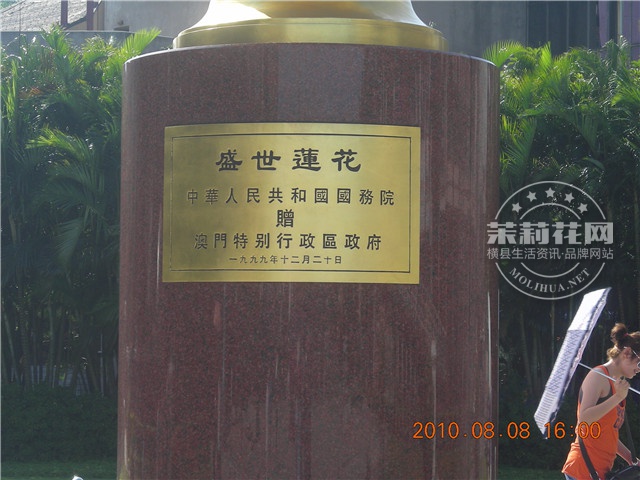 盛世蓮花
中華人民共和國國務院
贈
澳門特别行政區政府
一九九九年十二月二十日
茉莉花网
横县生活资讯·品牌网站
MOLIHUA.NET
2010.08.08 16:00